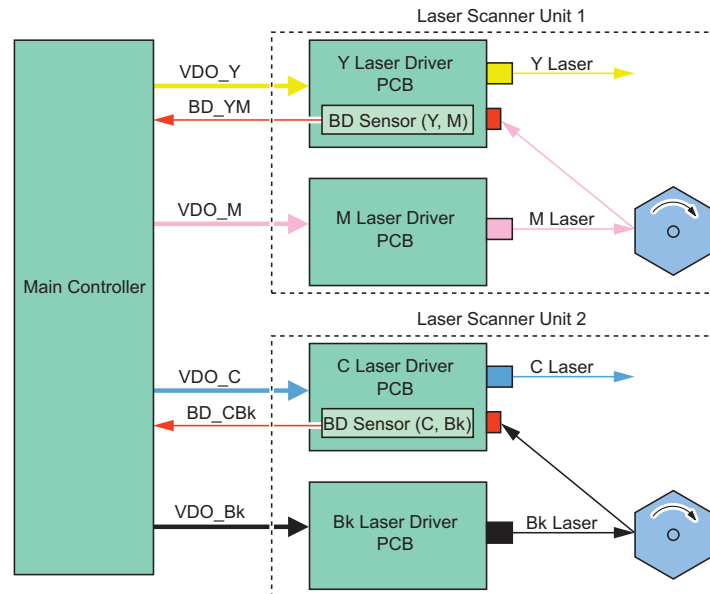 Laser Scanner Unit 1
Main Controller
VDO_Y
BD_YM
Y Laser Driver
PCB
BD Sensor (Y, M)
Y Laser
VDO_M
M Laser Driver
PCB
M Laser
Laser Scanner Unit 2
VDO_C
BD_CBk
C Laser Driver
PCB
BD Sensor (C, Bk)
C Laser
VDO_Bk
Bk Laser Driver
PCB
Bk Laser